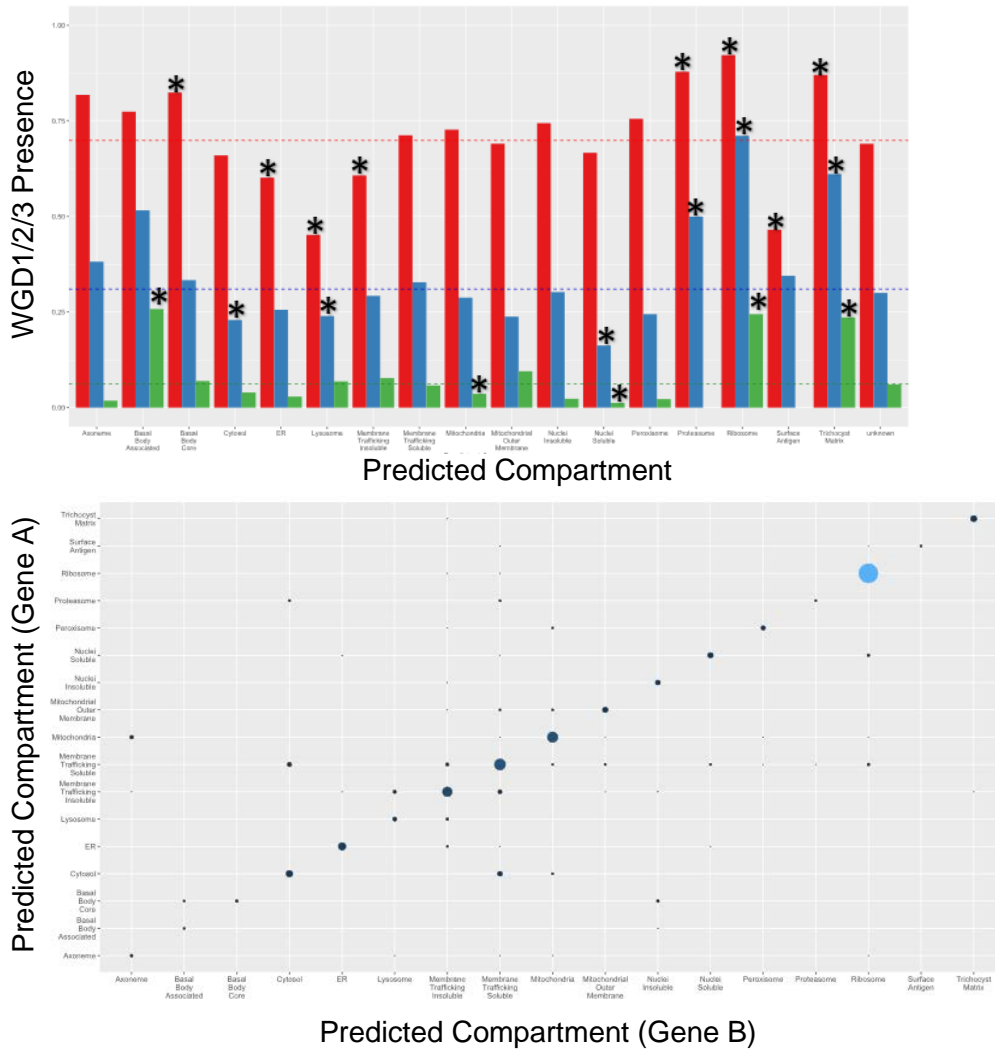 1.00
0.75
0.50
0.25
0.00
WGD1/2/3 Presence
* * * * * * * * * * * * * * * * * * * * *
Axoneme
Basal
Body
Associated
Basal
Body
Core
Cytosol
ER
Lysosome
Membrane
Trafficking
Insoluble
Membrane
Trafficking
Soluble
Mitochondria
Mitochondrial
Outer
Membrane
Nuclei
Insoluble
Nuclei
Soluble
Peroxisome
Proteasome
Ribosome
Surface
Antigen
Trichocyst
Matrix
unknown
Predicted Compartment
Predicted Compartment (Gene A)
Trichocyst
Matrix
Surface
Antigen
Ribosome
Proteasome
Peroxisome
Nuclei
Soluble
Nuclei
Insoluble
Mitochondrial
Outer
Membrane
Mitochondria
Membrane
Trafficking
Soluble
Membrane
Trafficking
Insoluble
Lysosome
ER
Cytosol
Basal
Body
Core
Basal
Body
Associated
Axoneme
Axoneme
Basal
Body
Associated
Basal
Body
Core
Cytosol
ER
Lysosome
Membrane
Trafficking
Insoluble
Membrane
Trafficking
Soluble
Mitochondria
Mitochondrial
Outer
Membrane
Nuclei
Insoluble
Nuclei
Soluble
Peroxisome
Proteasome
Ribosome
Surface
Antigen
Trichocyst
Matrix
Predicted Compartment (Gene B)